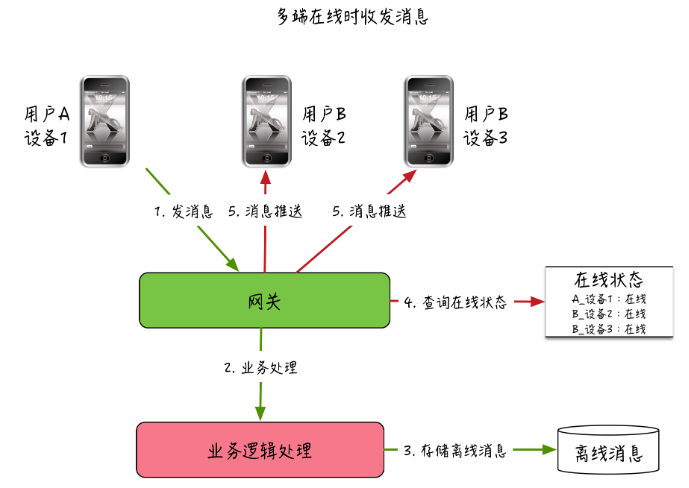 多端在线时收发消息
用户A
设备1
用户B
设备2
用户B
设备3
1. 发消息
5. 消息推送
5. 消息推送
网关
4. 查询在线状态
在线状态
A_设备1：在线
B_设备2：在线
B_设备3：在线
2. 业务处理
业务逻辑处理
3. 存储离线消息
离线消息